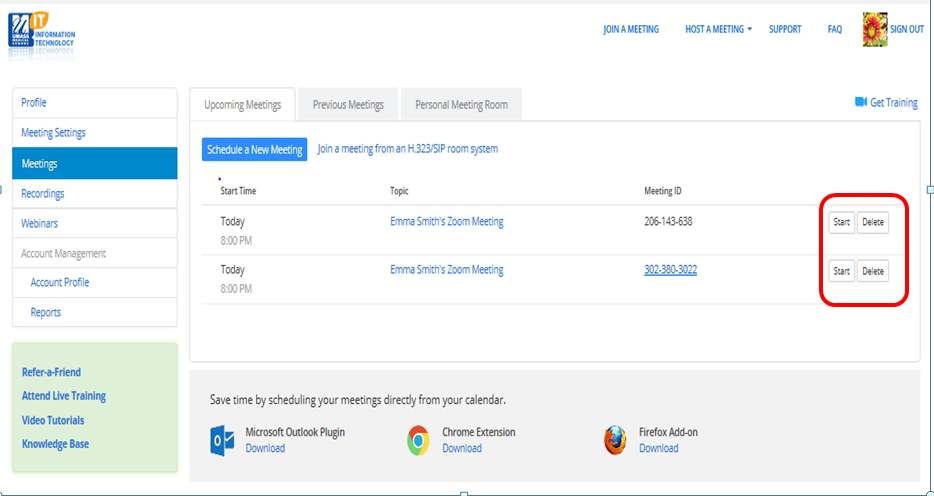 IT
UMASS
MEDICAL
SCHOOL
INFORMATION
TECHNOLOGY
JOIN A MEETING HOST A MEETING SUPPORT FAQ SIGN OUT
Profile
Meeting Settings
Meetings
Recordings
Webinars
Account Management
Account Profile
Reports
Refer-a-Friend
Attend Live Training
Video Tutorials
Knowledge Base
Upcoming Meetings Previous Meetings Personal Meeting Room Get Training
Schedule a New Meeting Join a meeting from an H.323/SIP room system
Start Time Topic Meeting ID
Today Emma Smith's Zoom Meeting 206-143-638 Start Delete
8:00 PM
Today Emma Smith's Zoom Meeting 302-380-3022 Start Delete
8:00 PM
Save time by scheduling your meetings directly from your calendar.
Microsoft Outlook Plugin Chrome Extension Firefox Add-on
Download Download Download